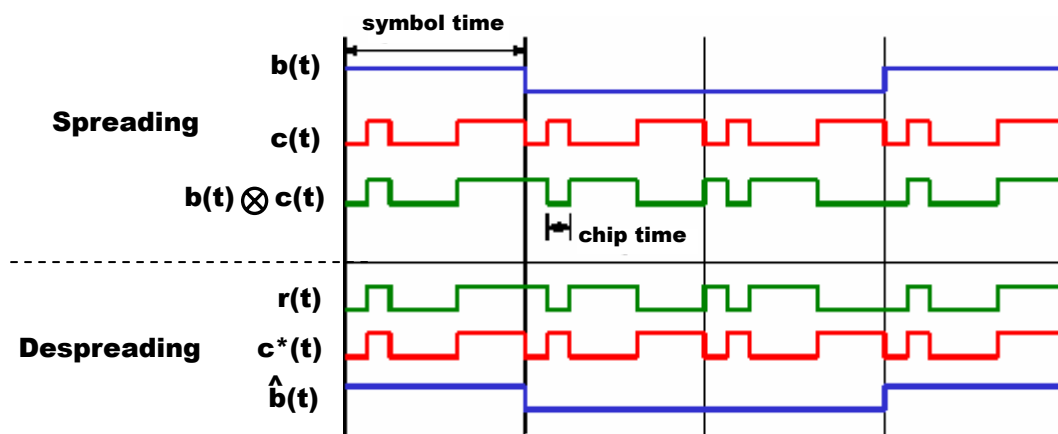 symbol time
b(t)
Spreading
c(t)
b(t) ⊗ c(t)
chip time
r(t)
Despreading
c*(t)
b̂(t)